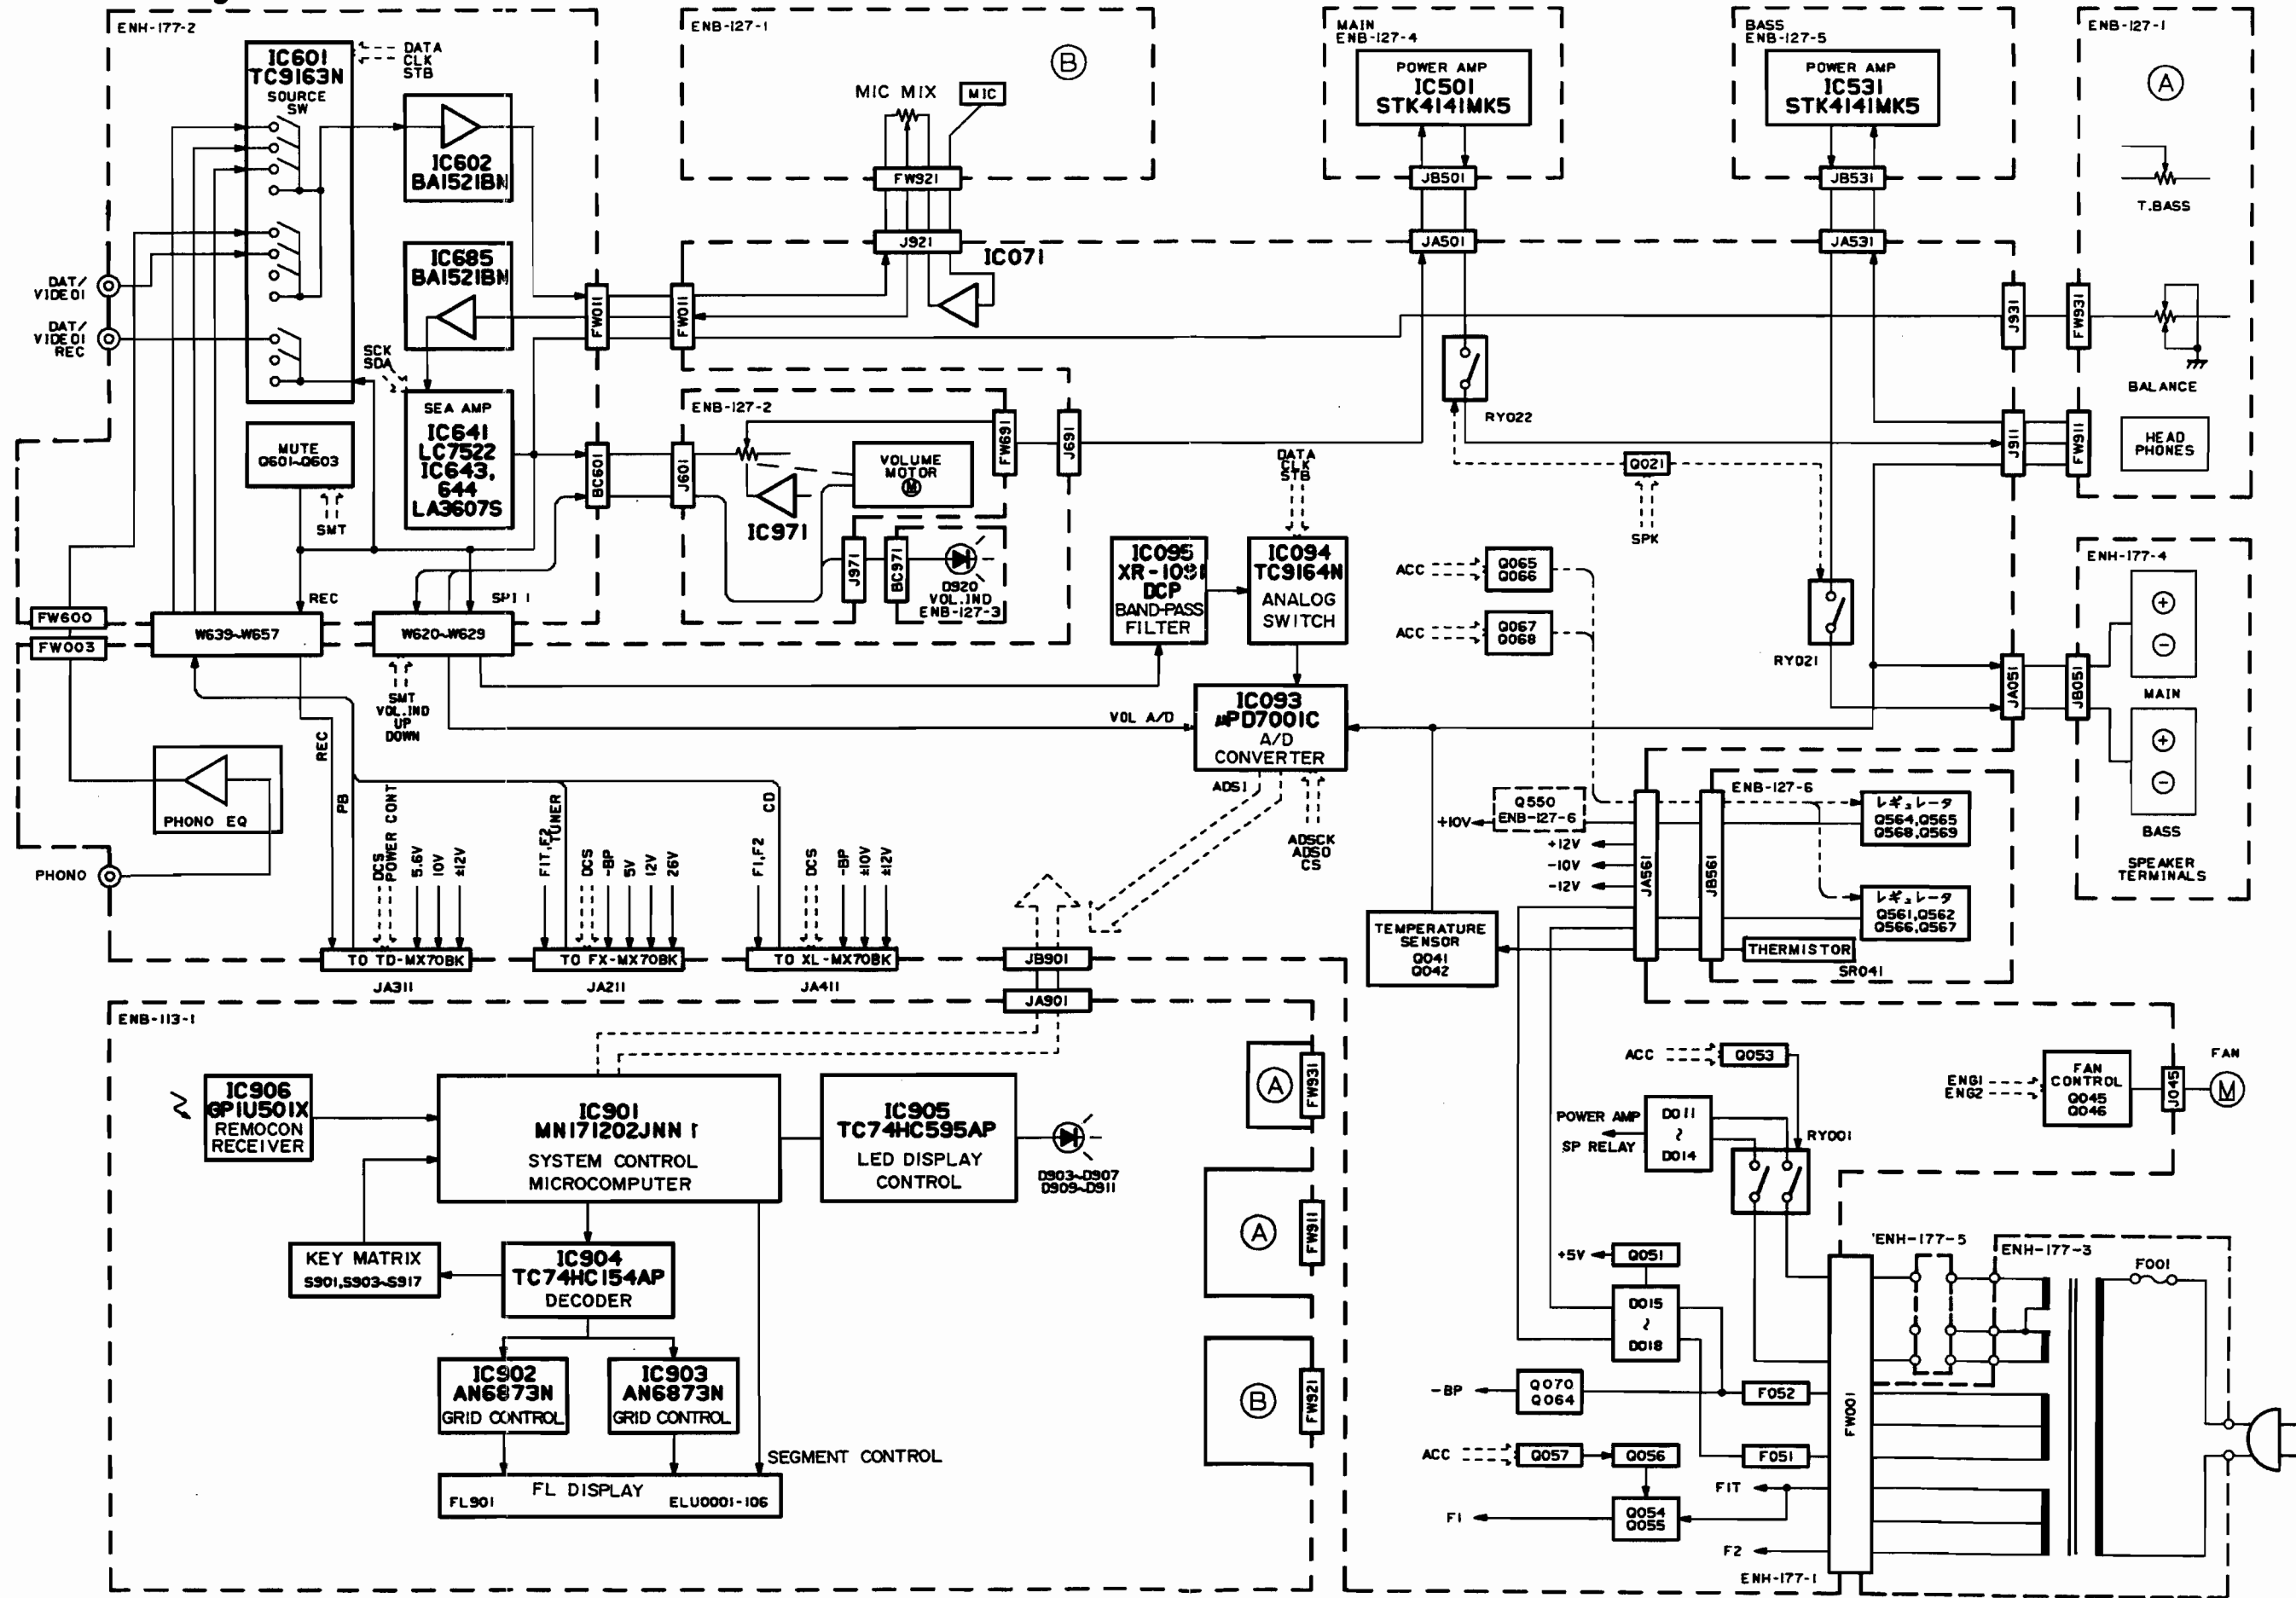 ENH-177-2
IC601
TC9163N
SOURCE
SW
DATA
CLK
STB
IC602
BA1521BN
IC685
BA1521BN
DAT/
VIDEO1
DAT/
VIDEO1
REC
SCK
SDA
SEA AMP
IC641
LC7522
IC643,
644
LA3607S
MUTE
Q601~Q603
SMT
FW011
BC601
REC
FW600
FW003
W639~W657
W620~W629
SMT
VOL.IND
UP
DOWN
REC
PB
PHONO EQ
PHONO
ENB-127-1
B
MIC MIX
MIC
FW921
J921
IC071
FW011
ENB-127-2
VOLUME
MOTOR
M
IC971
J601
FW691
J691
J971
BC971
D920
VOL.IND
ENB-127-3
MAIN
ENB-127-4
POWER AMP
IC501
STK4141MK5
JB501
JA501
BASS
ENB-127-5
POWER AMP
IC531
STK4141MK5
JB531
JA531
ENB-127-1
A
T.BASS
J931
FW931
BALANCE
J911
FW911
HEAD
PHONES
RY022
Q021
SPK
RY021
DATA
CLK
STB
IC095
XR-1091
DCP
BAND-PASS
FILTER
IC094
TC9164N
ANALOG
SWITCH
ACC
Q065
Q066
ACC
Q067
Q068
VOL A/D
IC093
µPD7001C
A/D
CONVERTER
ADS1
ADSCK
ADSO
CS
ENH-177-4
JA051
JB051
+
−
MAIN
+
−
BASS
SPEAKER
TERMINALS
Q550
ENB-127-6
+10V
+12V
-10V
-12V
JA561
JB561
ENB-127-6
レギュレータ
Q564,Q565
Q568,Q569
レギュレータ
Q561,Q562
Q566,Q567
THERMISTOR
SR041
TEMPERATURE
SENSOR
Q041
Q042
DCS
POWER CONT
5.6V
10V
±12V
F1T,F2
TUNER
DCS
-BP
5V
12V
26V
F1,F2
CD
DCS
-BP
±10V
±12V
TO TD-MX70BK
JA311
TO FX-MX70BK
JA211
TO XL-MX70BK
JA411
JB901
JA901
ENB-113-1
IC906
GP1U501X
REMOCON
RECEIVER
IC901
MN171202JNN1
SYSTEM CONTROL
MICROCOMPUTER
IC905
TC74HC595AP
LED DISPLAY
CONTROL
D903~D907
D909~D911
KEY MATRIX
S901,S903~S917
IC904
TC74HC154AP
DECODER
IC902
AN6873N
GRID CONTROL
IC903
AN6873N
GRID CONTROL
SEGMENT CONTROL
FL DISPLAY
FL901
ELU0001-106
A
FW931
A
FW911
B
FW921
ACC
Q053
POWER AMP
SP RELAY
D011
~
D014
RY001
ENG1
ENG2
FAN
CONTROL
Q045
Q046
J045
FAN
M
+5V
Q051
D015
~
D018
-BP
Q070
Q064
F052
ACC
Q057
Q056
F051
F1T
F1
Q054
Q055
F2
FW001
ENH-177-1
ENH-177-5
ENH-177-3
F001